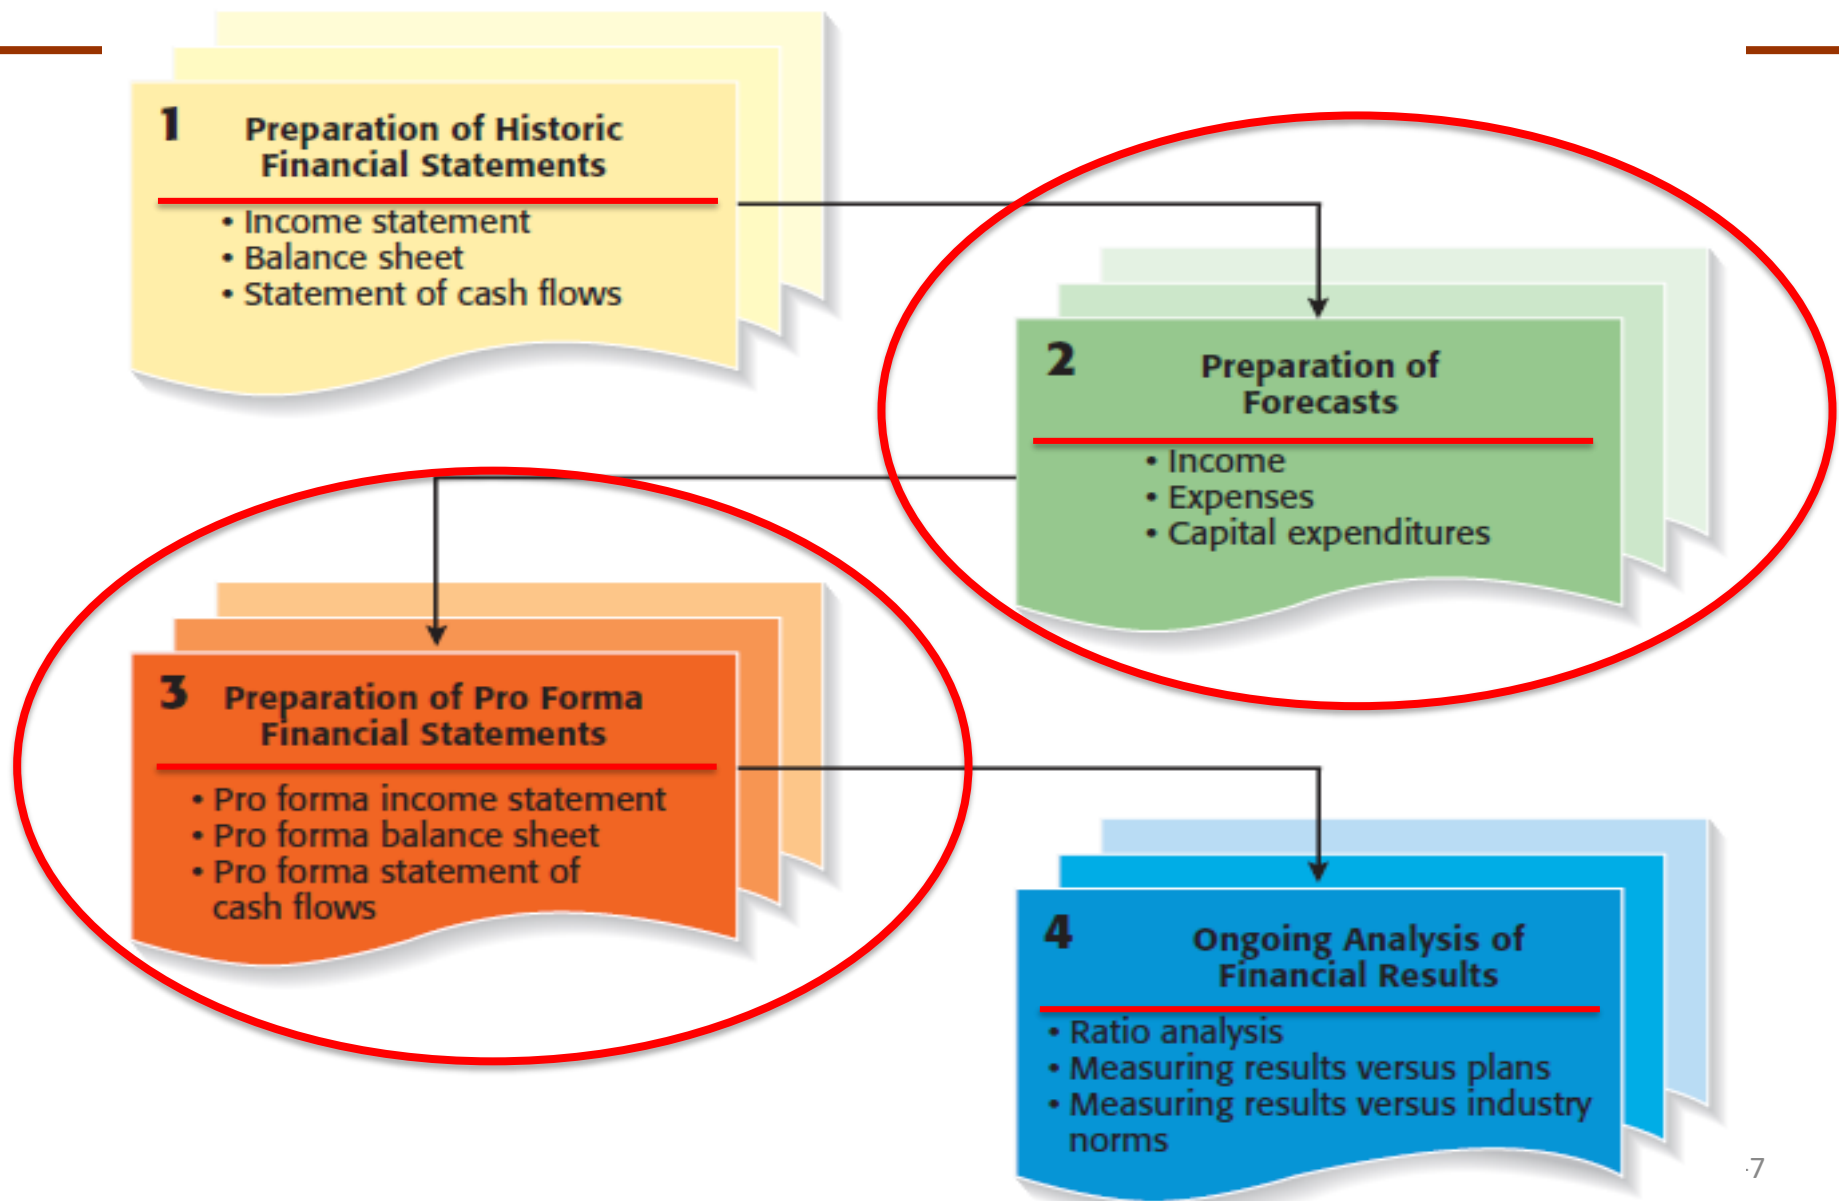 1
Preparation of Historic
Financial Statements
• Income statement
• Balance sheet
• Statement of cash flows
2
Preparation of
Forecasts
• Income
• Expenses
• Capital expenditures
3
Preparation of Pro Forma
Financial Statements
• Pro forma income statement
• Pro forma balance sheet
• Pro forma statement of
cash flows
4
Ongoing Analysis of
Financial Results
• Ratio analysis
• Measuring results versus plans
• Measuring results versus industry
norms
-7